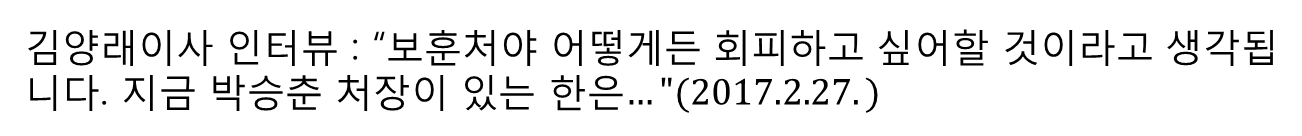 김양래이사 인터뷰 : “보훈처야 어떻게든 회피하고 싶어할 것이라고 생각됩
니다. 지금 박승춘 처장이 있는 한은… "(2017.2.27.)